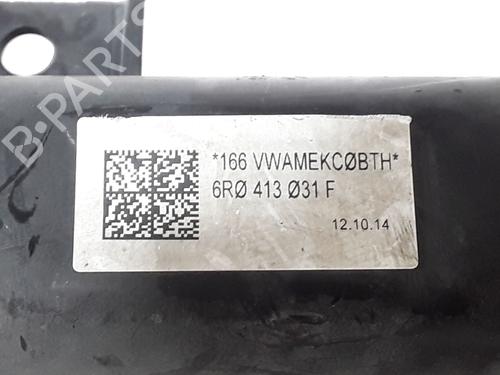 B-PARTS
*166 VWAMEKCØBTH*
6RØ 413 Ø31 F
12.10.14